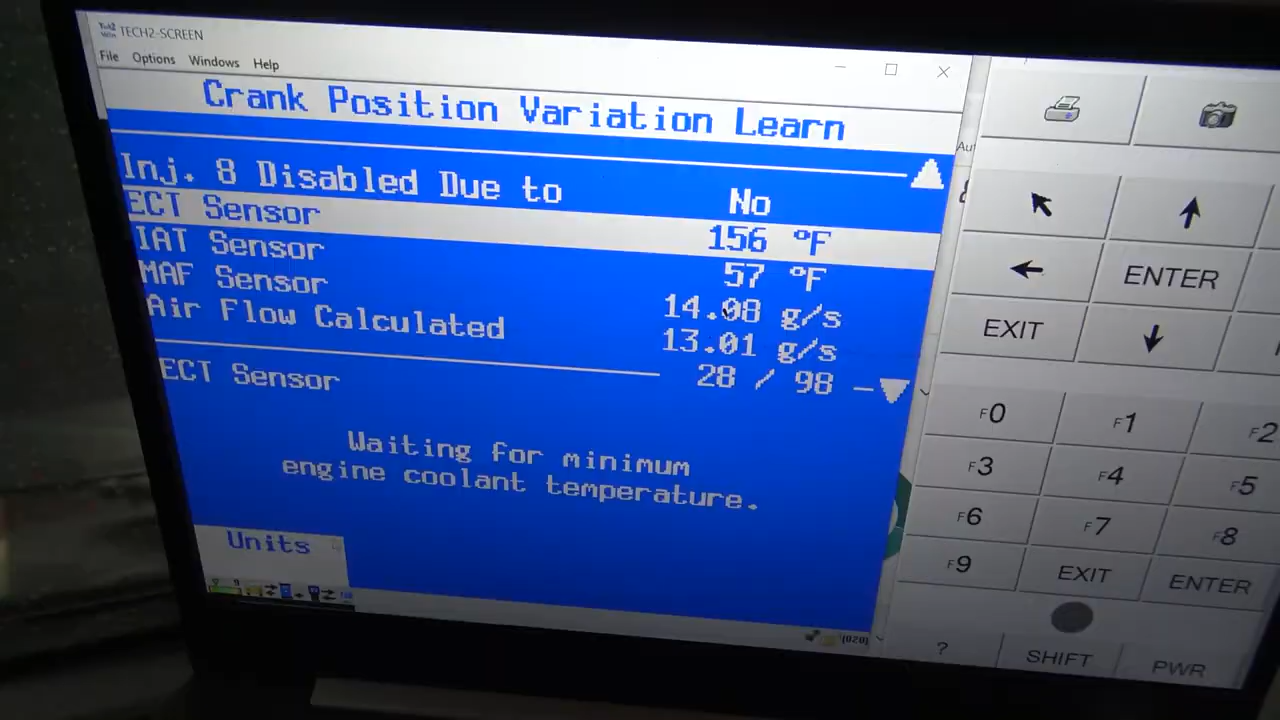 TECH2-SCREEN
File Options Windows Help
Crank Position Variation Learn
Inj. 8 Disabled Due to No
ECT Sensor 156 °F
IAT Sensor 57 °F
MAF Sensor 14.08 g/s
Air Flow Calculated 13.01 g/s
ECT Sensor 28 / 98
Waiting for minimum
engine coolant temperature.
Units
(020)
ENTER
EXIT
F0 F1 F2
F3 F4 F5
F6 F7 F8
F9 EXIT ENTER
? SHIFT PWR